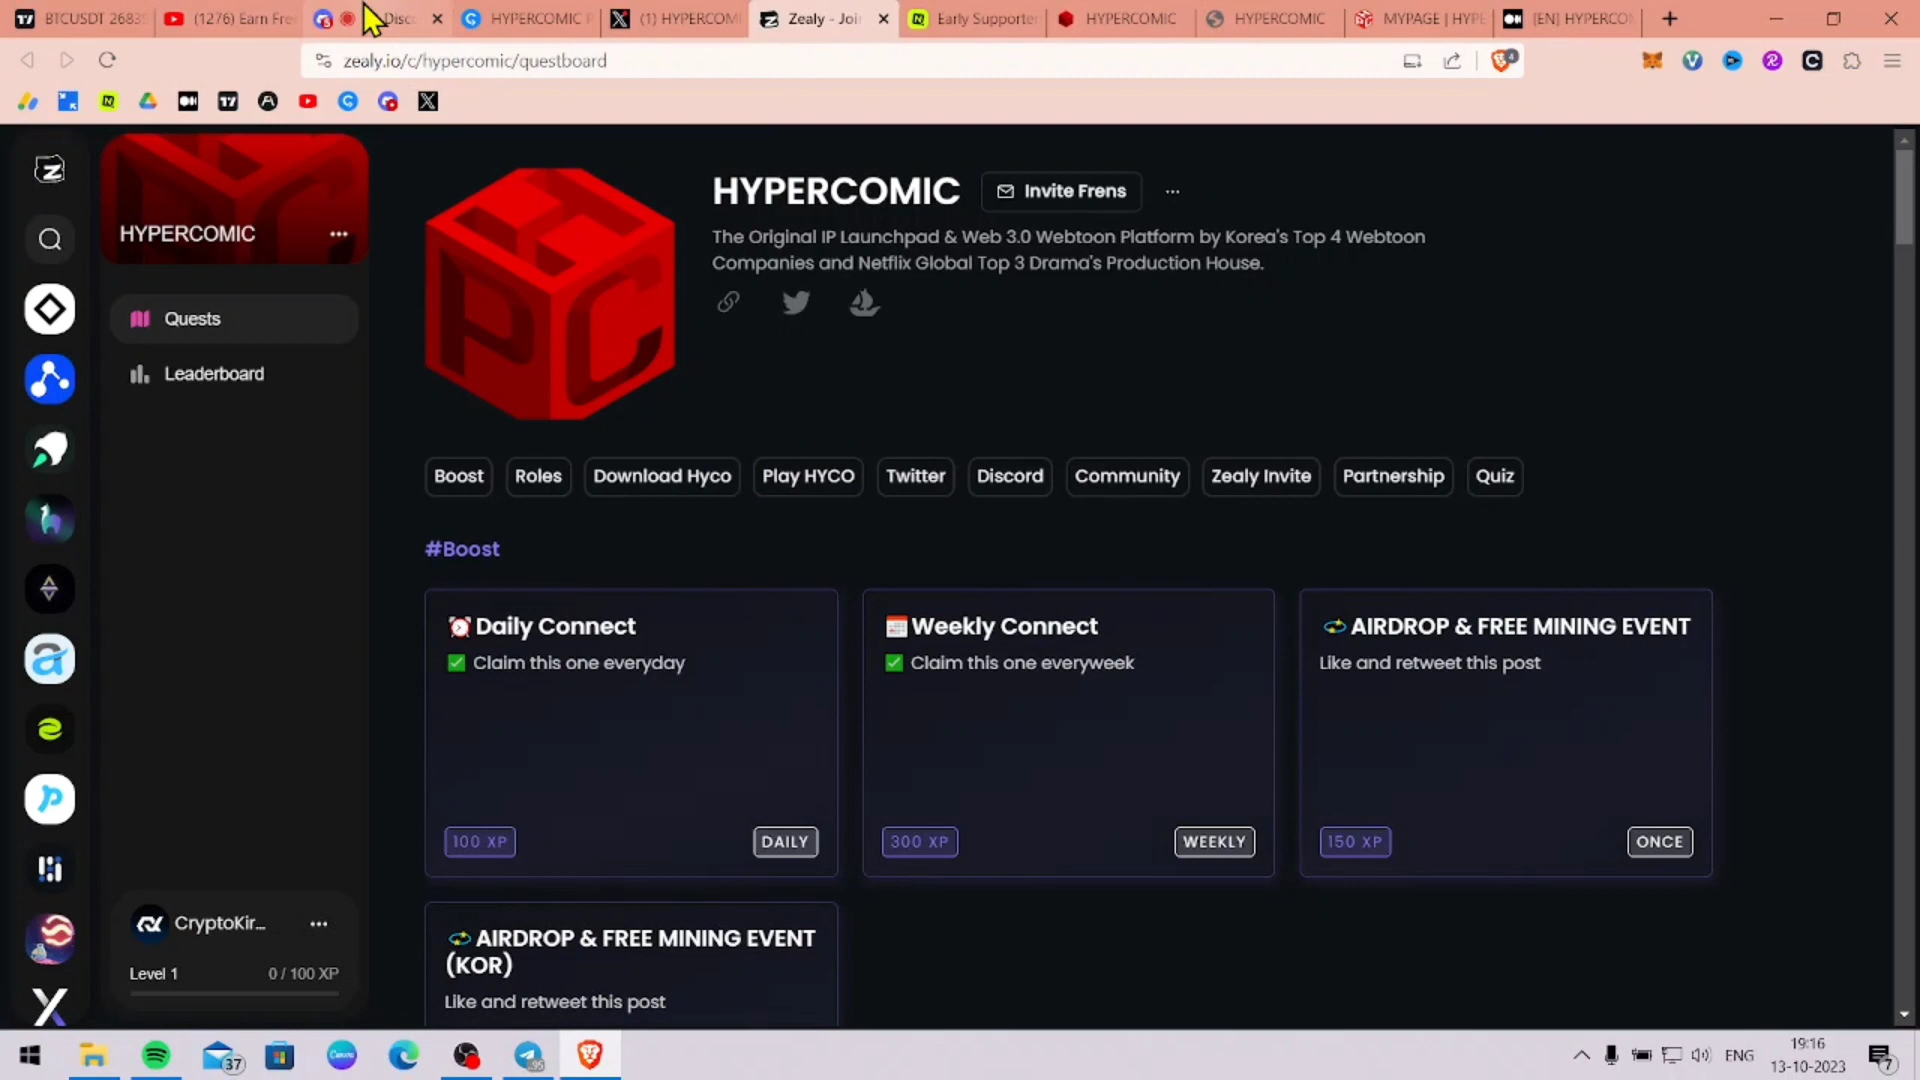 BTCUSDT 2683
(1276) Earn Fre
Disc
HYPERCOMIC
(1) HYPERCOMI
Zealy - Joi
Early Supporter
HYPERCOMIC
HYPERCOMIC
MYPAGE | HYPE
[EN] HYPERCO
zealy.io/c/hypercomic/questboard
HYPERCOMIC
Quests
Leaderboard
HYPERCOMIC
Invite Frens
The Original IP Launchpad & Web 3.0 Webtoon Platform by Korea's Top 4 Webtoon
Companies and Netflix Global Top 3 Drama's Production House.
Boost
Roles
Download Hyco
Play HYCO
Twitter
Discord
Community
Zealy Invite
Partnership
Quiz
#Boost
Daily Connect
Claim this one everyday
100 XP
DAILY
Weekly Connect
Claim this one everyweek
300 XP
WEEKLY
AIRDROP & FREE MINING EVENT
Like and retweet this post
150 XP
ONCE
AIRDROP & FREE MINING EVENT
(KOR)
Like and retweet this post
CryptoKir...
Level 1
0 / 100 XP
37
ENG
19:16
13-10-2023
7